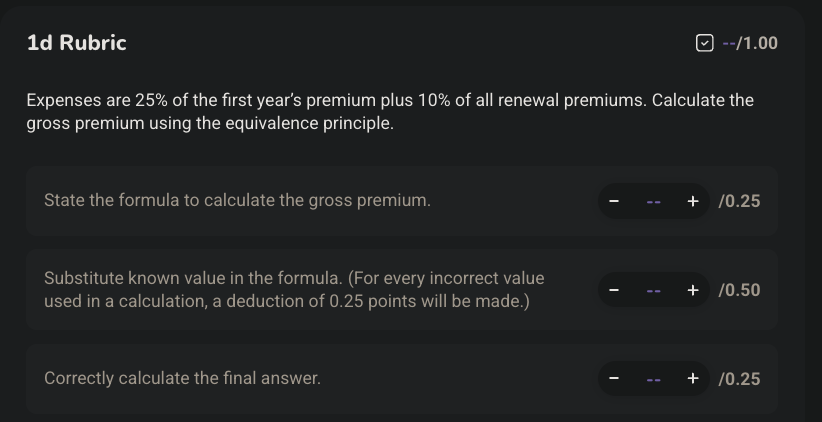 1d Rubric
--/1.00
Expenses are 25% of the first year’s premium plus 10% of all renewal premiums. Calculate the
gross premium using the equivalence principle.
State the formula to calculate the gross premium.
− -- + /0.25
Substitute known value in the formula. (For every incorrect value
used in a calculation, a deduction of 0.25 points will be made.)
− -- + /0.50
Correctly calculate the final answer.
− -- + /0.25